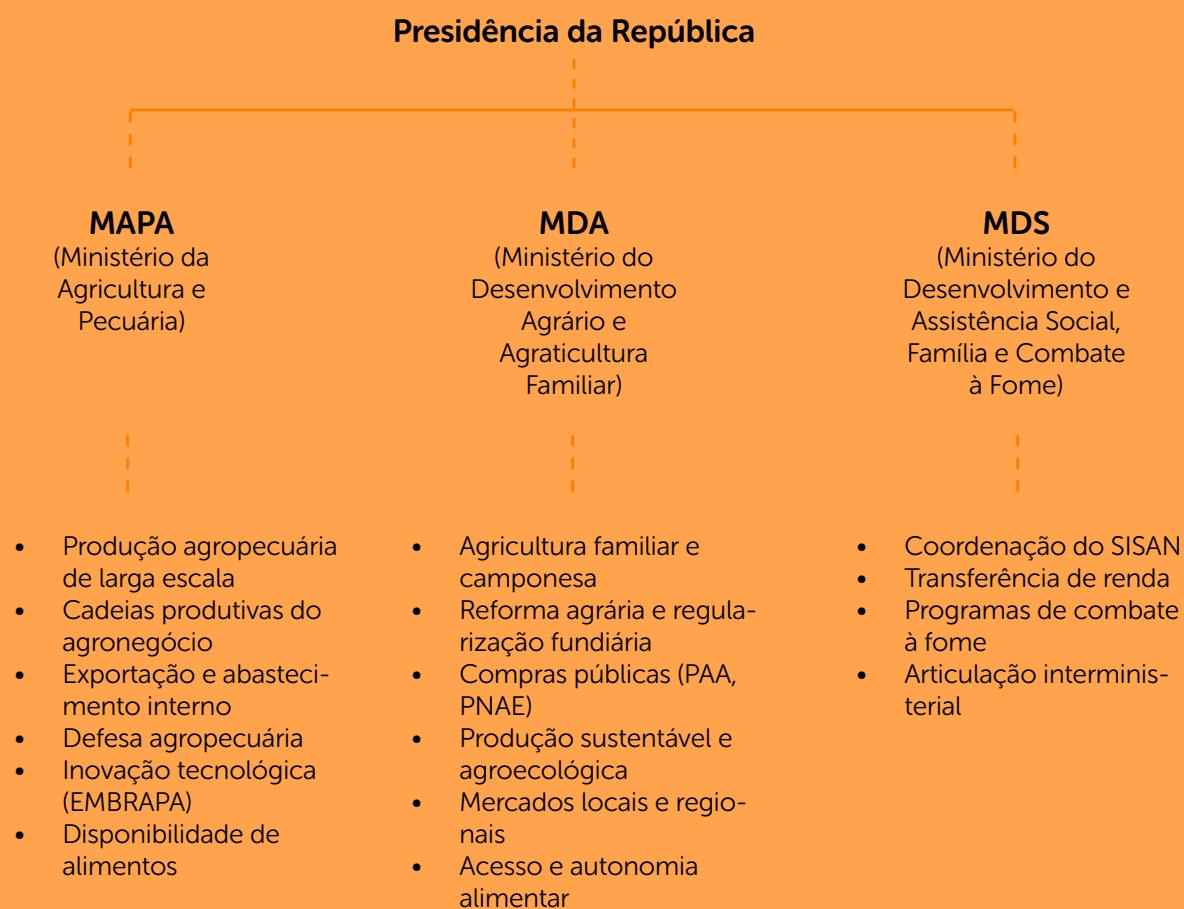 Presidência da República
MAPA
(Ministério da
Agricultura e
Pecuária)
MDA
(Ministério do
Desenvolvimento
Agrário e
Agraticultura
Familiar)
MDS
(Ministério do
Desenvolvimento e
Assistência Social,
Família e Combate
à Fome)
• Produção agropecuária
de larga escala
• Cadeias produtivas do
agronegócio
• Exportação e abasteci-
mento interno
• Defesa agropecuária
• Inovação tecnológica
(EMBRAPA)
• Disponibilidade de
alimentos
• Agricultura familiar e
camponesa
• Reforma agrária e regula-
rização fundiária
• Compras públicas (PAA,
PNAE)
• Produção sustentável e
agroecológica
• Mercados locais e regio-
nais
• Acesso e autonomia
alimentar
• Coordenação do SISAN
• Transferência de renda
• Programas de combate
à fome
• Articulação interminis-
terial